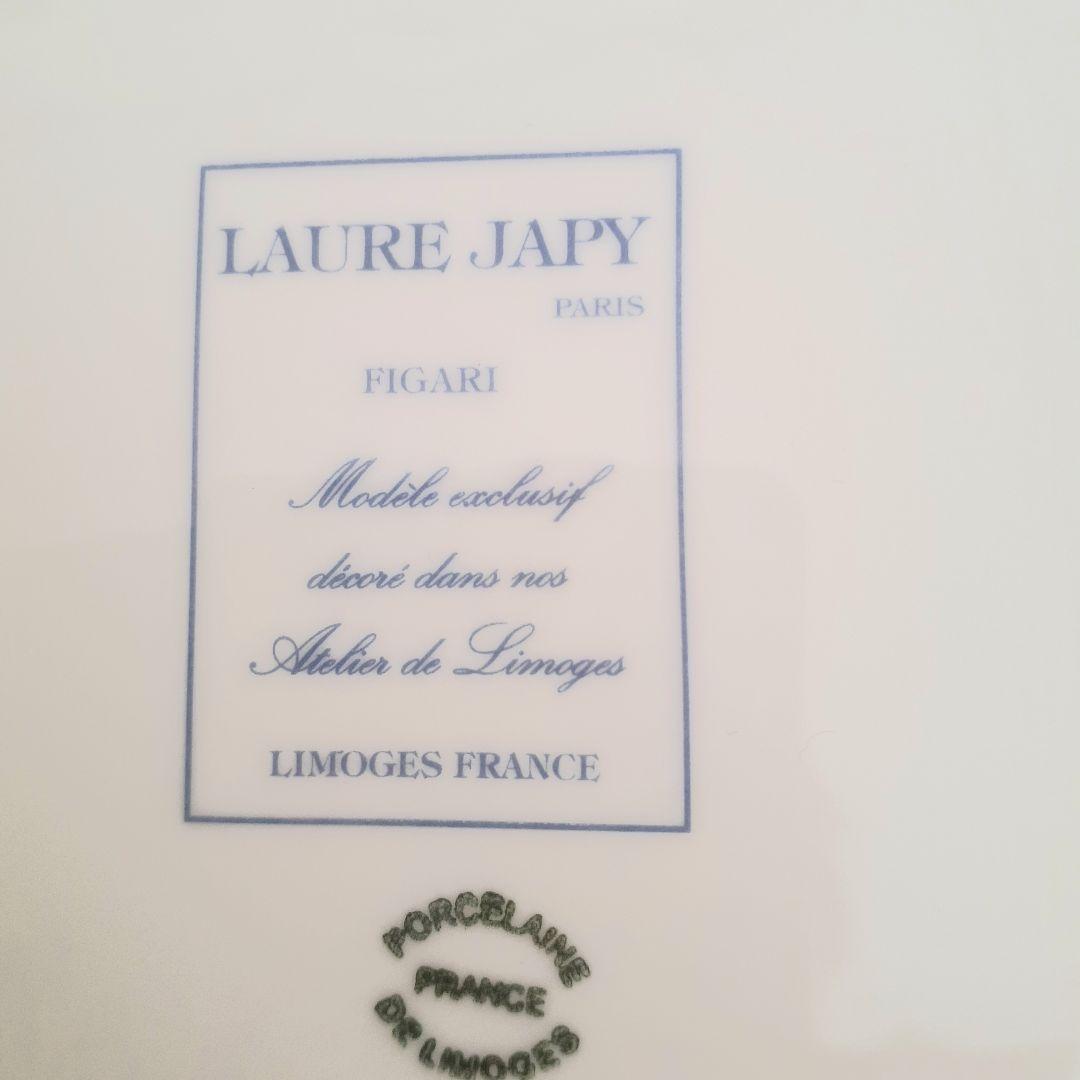 LAURE JAPY
PARIS
FIGARI
Modèle exclusif
décoré dans nos
Atelier de Limoges
LIMOGES FRANCE
PORCELAINE
FRANCE
DE LIMOGES